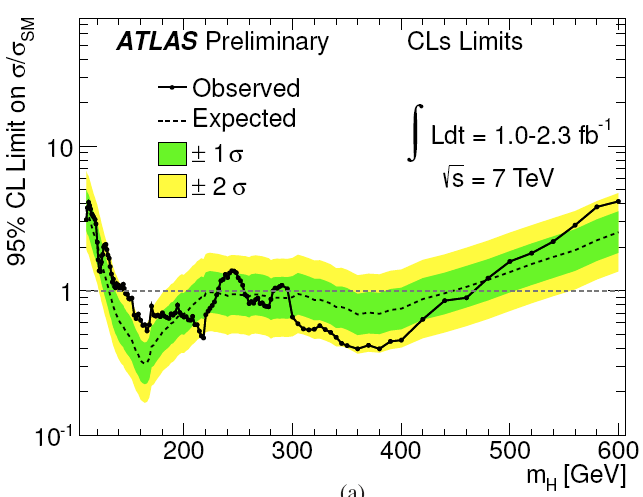 95% CL Limit on σ/σSM
ATLAS Preliminary
CLs Limits
Observed
Expected
± 1σ
± 2 σ
∫ Ldt = 1.0-2.3 fb-1
√s = 7 TeV
10
1
10-1
200 300 400 500 600
mH [GeV]
(a)